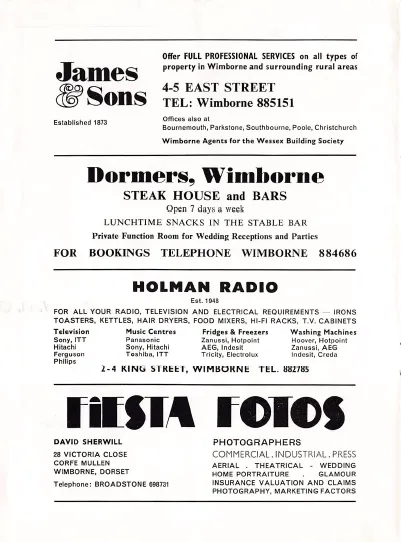 James
& Sons
Established 1873
Offer FULL PROFESSIONAL SERVICES on all types of
property in Wimborne and surrounding rural areas
4-5 EAST STREET
TEL: Wimborne 885151
Offices also at
Bournemouth, Parkstone, Southbourne, Poole, Christchurch
Wimborne Agents for the Wessex Building Society
Dormers, Wimborne
STEAK HOUSE and BARS
Open 7 days a week
LUNCHTIME SNACKS IN THE STABLE BAR
Private Function Room for Wedding Receptions and Parties
FOR BOOKINGS TELEPHONE WIMBORNE 884686
HOLMAN RADIO
Est. 1948
FOR ALL YOUR RADIO, TELEVISION AND ELECTRICAL REQUIREMENTS — IRONS
TOASTERS, KETTLES, HAIR DRYERS, FOOD MIXERS, HI-FI RACKS, T.V. CABINETS
Television
Sony, ITT
Hitachi
Ferguson
Philips
Music Centres
Panasonic
Sony, Hitachi
Toshiba, ITT
Fridges & Freezers
Zanussi, Hotpoint
AEG, Indesit
Tricity, Electrolux
Washing Machines
Hoover, Hotpoint
Zanussi, AEG
Indesit, Creda
2-4 KING STREET, WIMBORNE TEL. 882785
FiESTA FOTOS
DAVID SHERWILL
28 VICTORIA CLOSE
CORFE MULLEN
WIMBORNE, DORSET
Telephone: BROADSTONE 698731
PHOTOGRAPHERS
COMMERCIAL . INDUSTRIAL . PRESS
AERIAL . THEATRICAL - WEDDING
HOME PORTRAITURE . GLAMOUR
INSURANCE VALUATION AND CLAIMS
PHOTOGRAPHY, MARKETING FACTORS